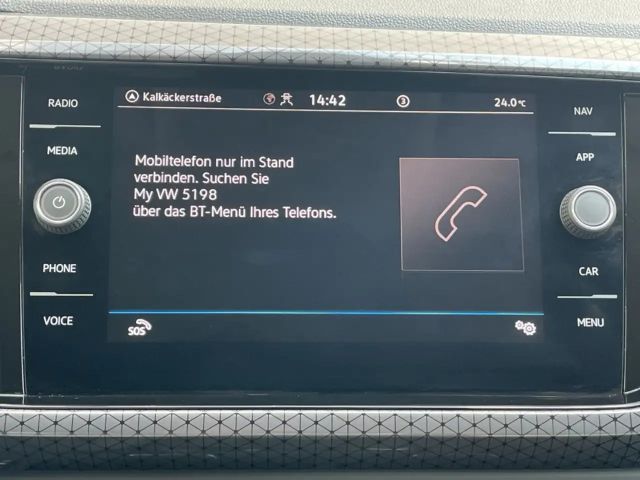 RADIO
MEDIA
PHONE
VOICE
Kalkäckerstraße
14:42
3
24.0°C
Mobiltelefon nur im Stand
verbinden. Suchen Sie
My VW 5198
über das BT-Menü Ihres Telefons.
SOS
NAV
APP
CAR
MENU